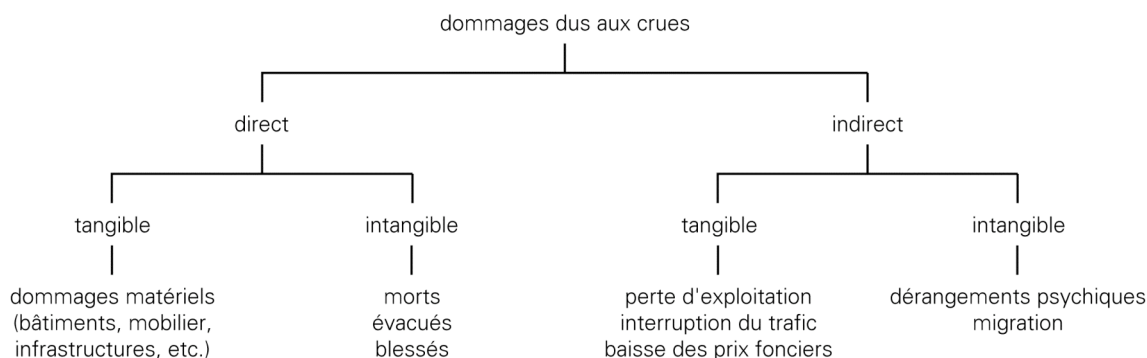 dommages dus aux crues
direct
indirect
tangible
intangible
tangible
intangible
dommages matériels
(bâtiments, mobilier,
infrastructures, etc.)
morts
évacués
blessés
perte d'exploitation
interruption du trafic
baisse des prix fonciers
dérangements psychiques
migration